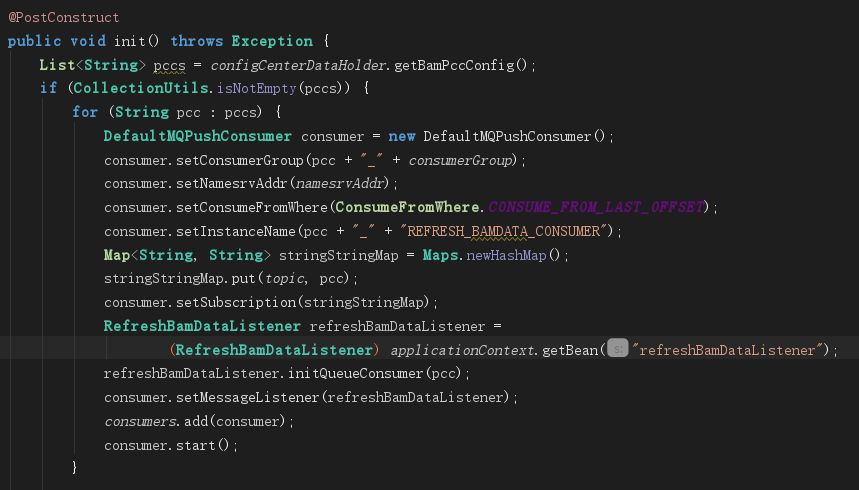 @PostConstruct
public void init() throws Exception {
List<String> pccs = configCenterDataHolder.getBamPccConfig();
if (CollectionUtils.isNotEmpty(pccs)) {
for (String pcc : pccs) {
DefaultMQPushConsumer consumer = new DefaultMQPushConsumer();
consumer.setConsumerGroup(pcc + "_" + consumerGroup);
consumer.setNamesrvAddr(namesrvAddr);
consumer.setConsumeFromWhere(ConsumeFromWhere.CONSUME_FROM_LAST_OFFSET);
consumer.setInstanceName(pcc + "_" + "REFRESH_BAMDATA_CONSUMER");
Map<String, String> stringStringMap = Maps.newHashMap();
stringStringMap.put(topic, pcc);
consumer.setSubscription(stringStringMap);
RefreshBamDataListener refreshBamDataListener =
(RefreshBamDataListener) applicationContext.getBean( s: "refreshBamDataListener");
refreshBamDataListener.initQueueConsumer(pcc);
consumer.setMessageListener(refreshBamDataListener);
consumers.add(consumer);
consumer.start();
}